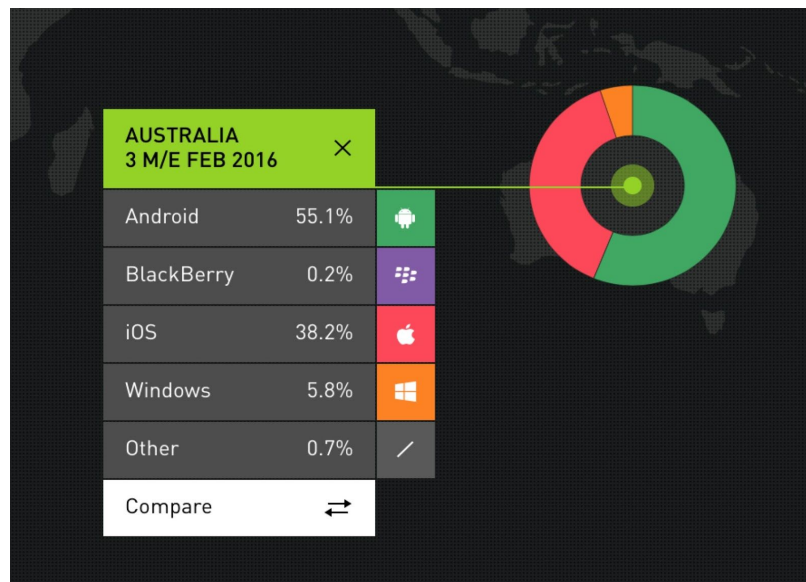 AUSTRALIA
3 M/E FEB 2016
Android 55.1%
BlackBerry 0.2%
iOS 38.2%
Windows 5.8%
Other 0.7%
Compare